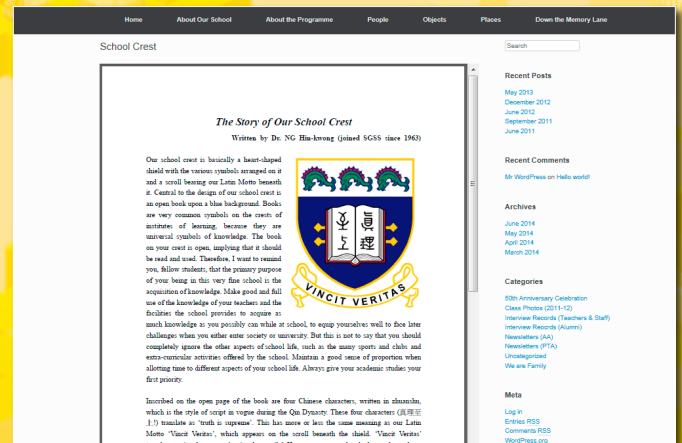 Home About Our School About the Programme People Objects Places Down the Memory Lane
School Crest
The Story of Our School Crest
Written by Dr. NG Hin-kwong (joined SGSS since 1963)
Our school crest is basically a heart-shaped
shield with the various symbols arranged on it
and a scroll bearing our Latin Motto beneath
it. Central to the design of our school crest is
an open book upon a blue background. Books
are very common symbols on the crests of
institutes of learning, because they are
universal symbols of knowledge. The book
on your crest is open, implying that it should
be read and used. Therefore, I want to remind
you, fellow students, that the primary purpose
of your being in this very fine school is the
acquisition of knowledge. Make good and full
use of the knowledge of your teachers and the
facilities the school provides to acquire as
much knowledge as you possibly can while at school, to equip yourselves well to face later
challenges when you either enter society or university. But this is not to say that you should
completely ignore the other aspects of school life, such as the many sports and clubs and
extra-curricular activities offered by the school. Maintain a good sense of proportion when
allotting time to different aspects of your school life. Always give your academic studies your
first priority.
VINCIT VERITAS
Inscribed on the open page of the book are four Chinese characters, written in zhuanshu,
which is the style of script in vogue during the Qin Dynasty. These four characters (真理至
上!) translate as 'truth is supreme'. This has more or less the same meaning as our Latin
Motto 'Vincit Veritas', which appears on the scroll beneath the shield. 'Vincit Veritas'
Search
Recent Posts
May 2013
December 2012
June 2012
September 2011
June 2011
Recent Comments
Mr WordPress on Hello world!
Archives
June 2014
May 2014
April 2014
March 2014
Categories
50th Anniversary Celebration
Class Photos (2011-12)
Interview Records (Teachers & Staff)
Interview Records (Alumni)
Newsletters (AA)
Newsletters (PTA)
Uncategorized
We are Family
Meta
Log in
Entries RSS
Comments RSS
WordPress.org